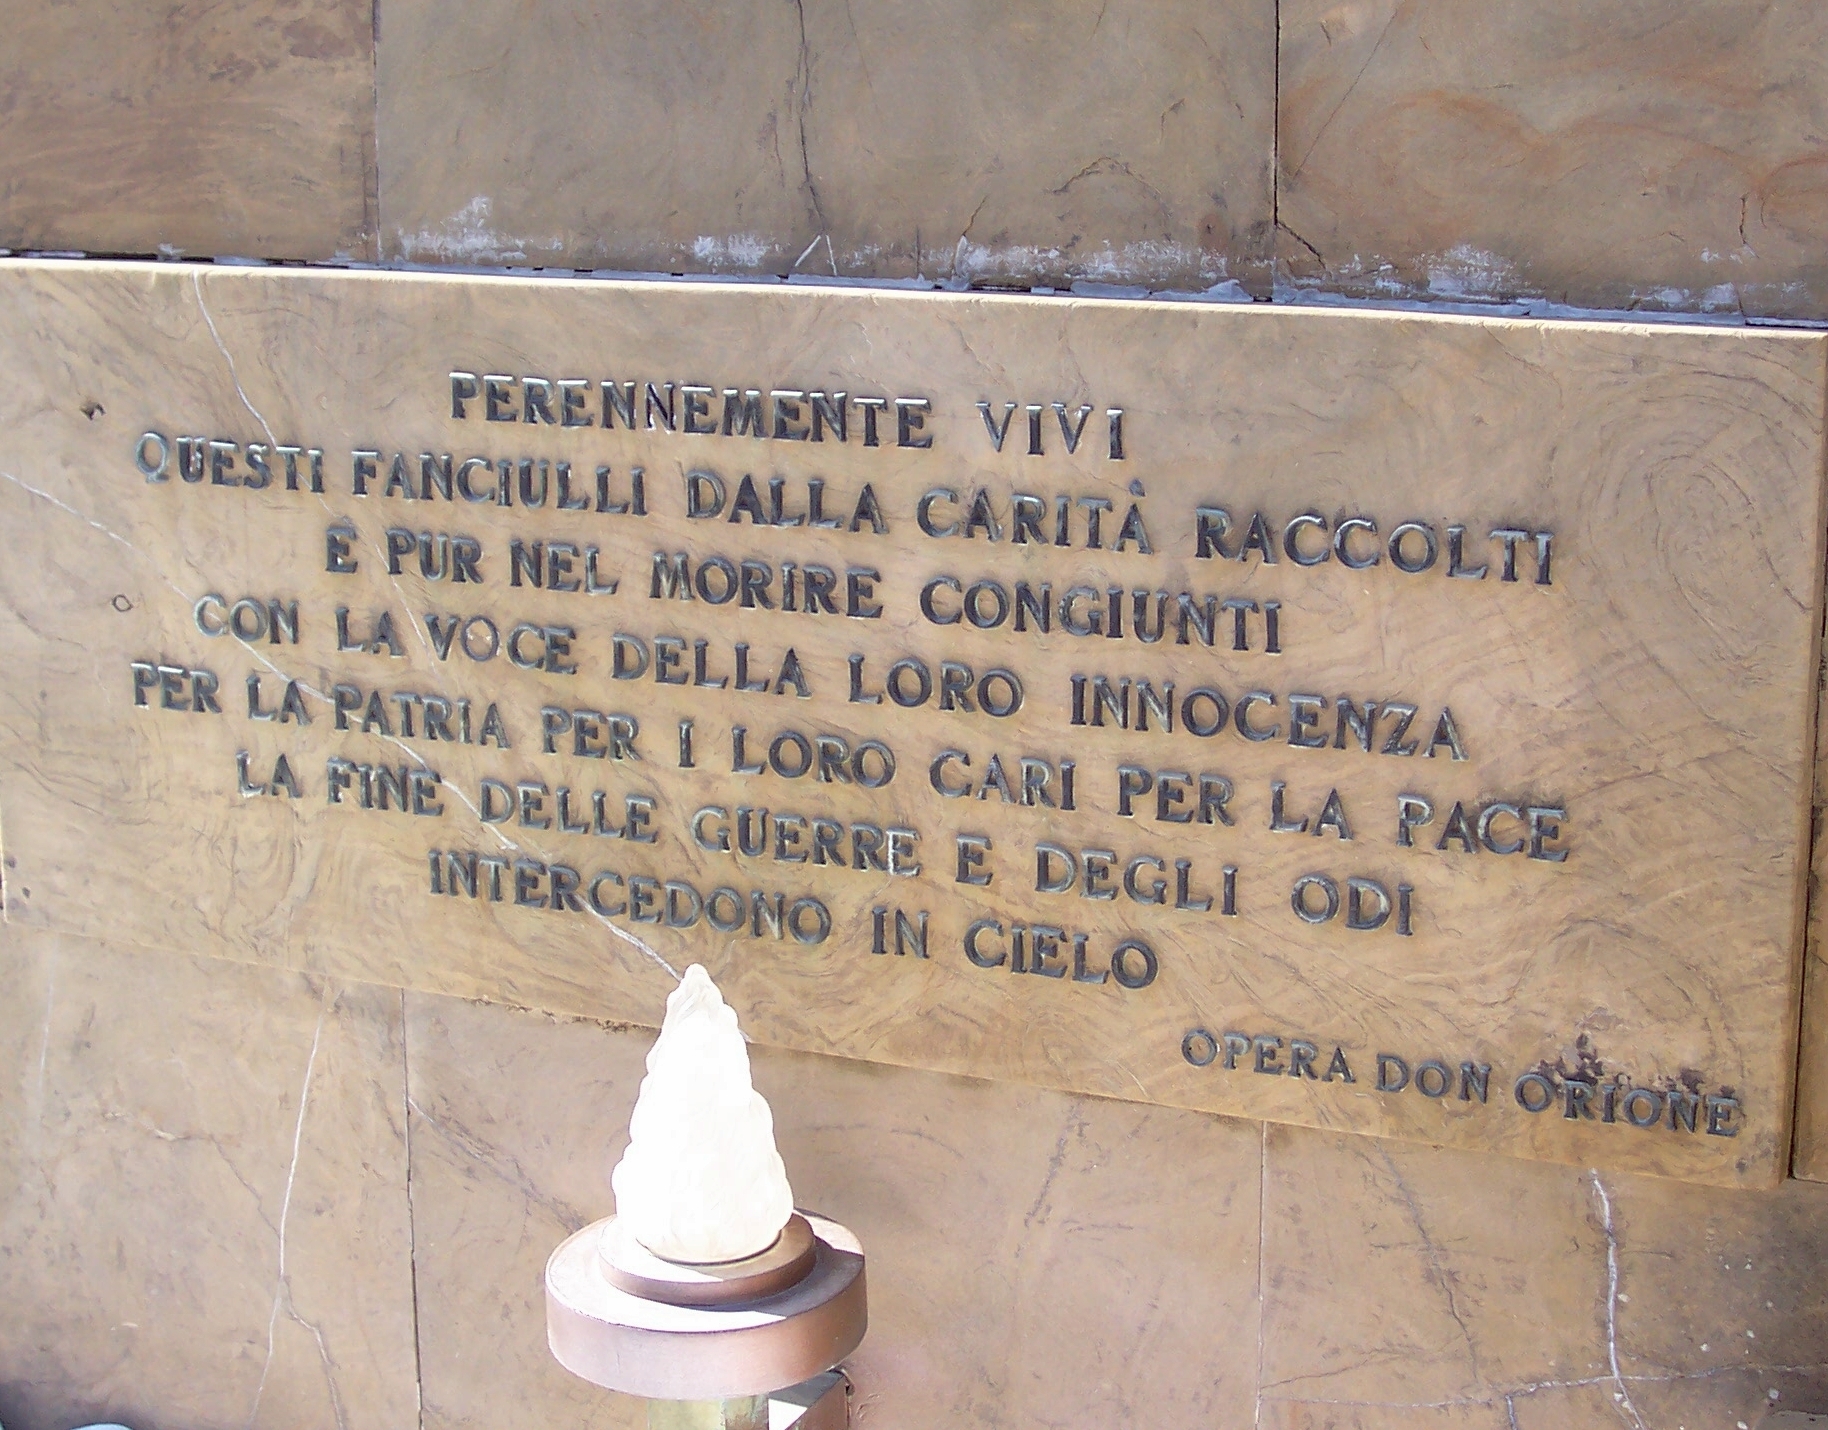 PERENNEMENTE VIVI
QUESTI FANCIULLI DALLA CARITÀ RACCOLTI
E PUR NEL MORIRE CONGIUNTI
CON LA VOCE DELLA LORO INNOCENZA
PER LA PATRIA PER I LORO CARI PER LA PACE
LA FINE DELLE GUERRE E DEGLI ODI
INTERCEDONO IN CIELO
OPERA DON ORIONE